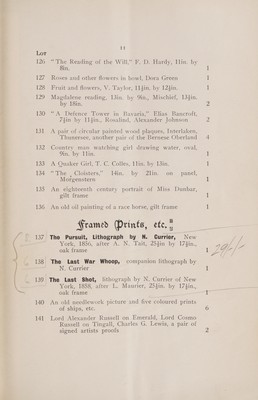 11
Lot
126 "The Reading of the Will," F. D. Hardy, 11in. by
8in. 1
127 Roses and other flowers in bowl, Dora Green 1
128 Fruit and flowers, V. Taylor, 11½in. by 12½in. 1
129 Magdalene reading, 13in. by 9in., Mischief, 13½in.
by 18in. 2
130 "A Defence Tower in Bavaria," Elias Bancroft,
7½in by 11½in., Rosalind, Alexander Johnson 2
131 A pair of circular painted wood plaques, Interlaken,
Thunersee, another pair of the Bernese Oberland 4
132 Country man watching girl drawing water, oval,
9in. by 11in. 1
133 A Quaker Girl, T. C. Colles, 11in. by 15in. 1
134 "The Cloisters," 14in. by 21in. on panel,
Morgenstern 1
135 An eighteenth century portrait of Miss Dunbar,
gilt frame 1
136 An old oil painting of a race horse, gilt frame 1
Framed Prints, etc.
137 The Pursuit, Lithograph by N. Currier, New
York, 1856, after A. N. Tait, 25½in by 17½in.,
oak frame 1
138 The Last War Whoop, companion lithograph by
N. Currier 1
139 The Last Shot, lithograph by N. Currier of New
York, 1858, after L. Maurier, 25½in. by 17½in.,
oak frame 1
140 An old needlework picture and five coloured prints
of ships, etc. 6
141 Lord Alexander Russell on Emerald, Lord Cosmo
Russell on Tingall, Charles G. Lewis, a pair of
signed artists proofs 2